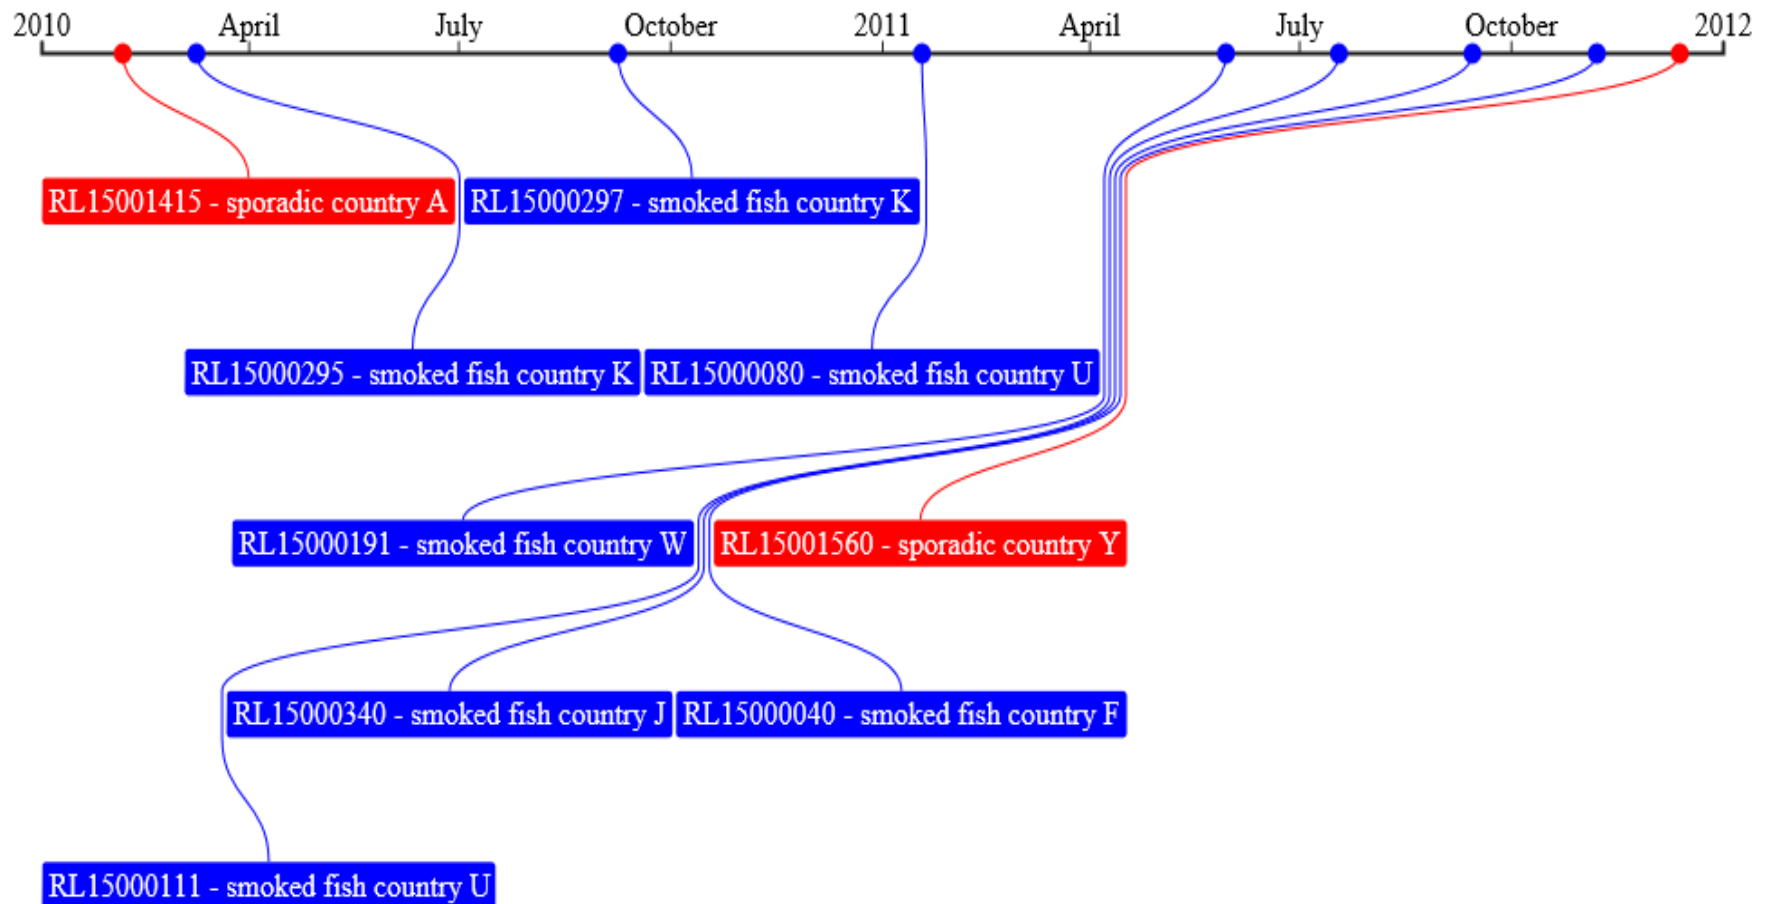 2010 April July October 2011 April July October 2012
RL15001415 - sporadic country A RL15000297 - smoked fish country K
RL15000295 - smoked fish country K RL15000080 - smoked fish country U
RL15000191 - smoked fish country W RL15001560 - sporadic country Y
RL15000340 - smoked fish country J RL15000040 - smoked fish country F
RL15000111 - smoked fish country U